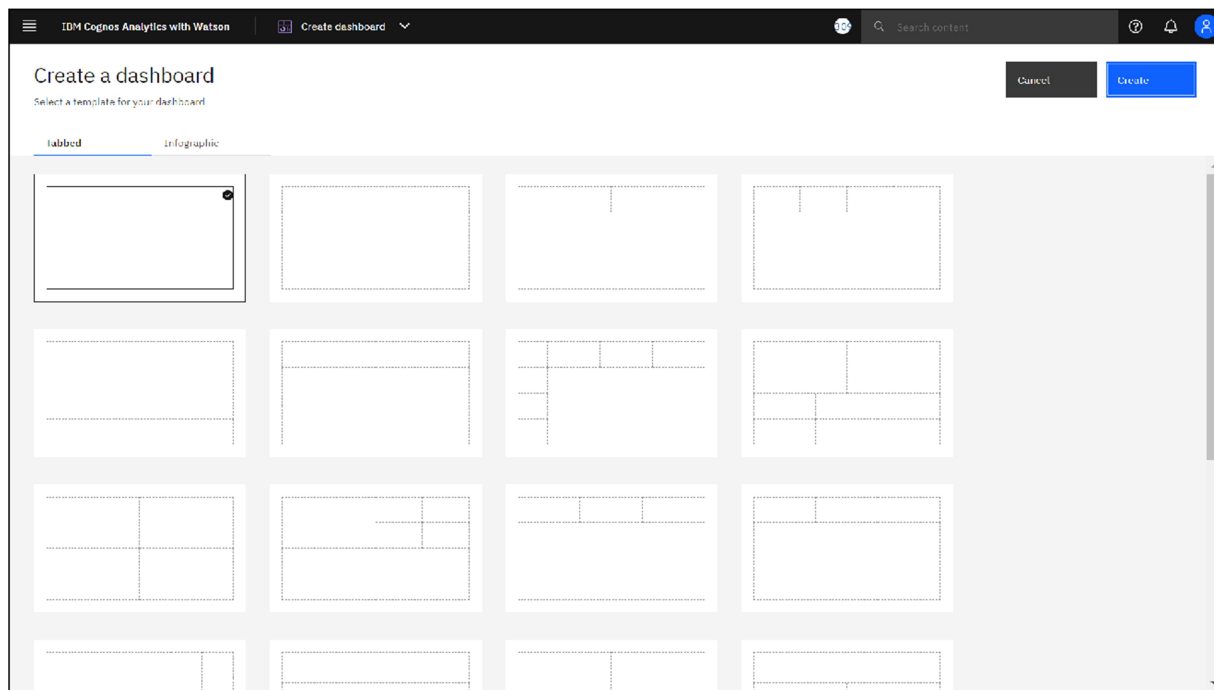 IBM Cognos Analytics with Watson
Create dashboard
Search content
Create a dashboard
Cancel
Create
Select a template for your dashboard
Tabbed
Infographic